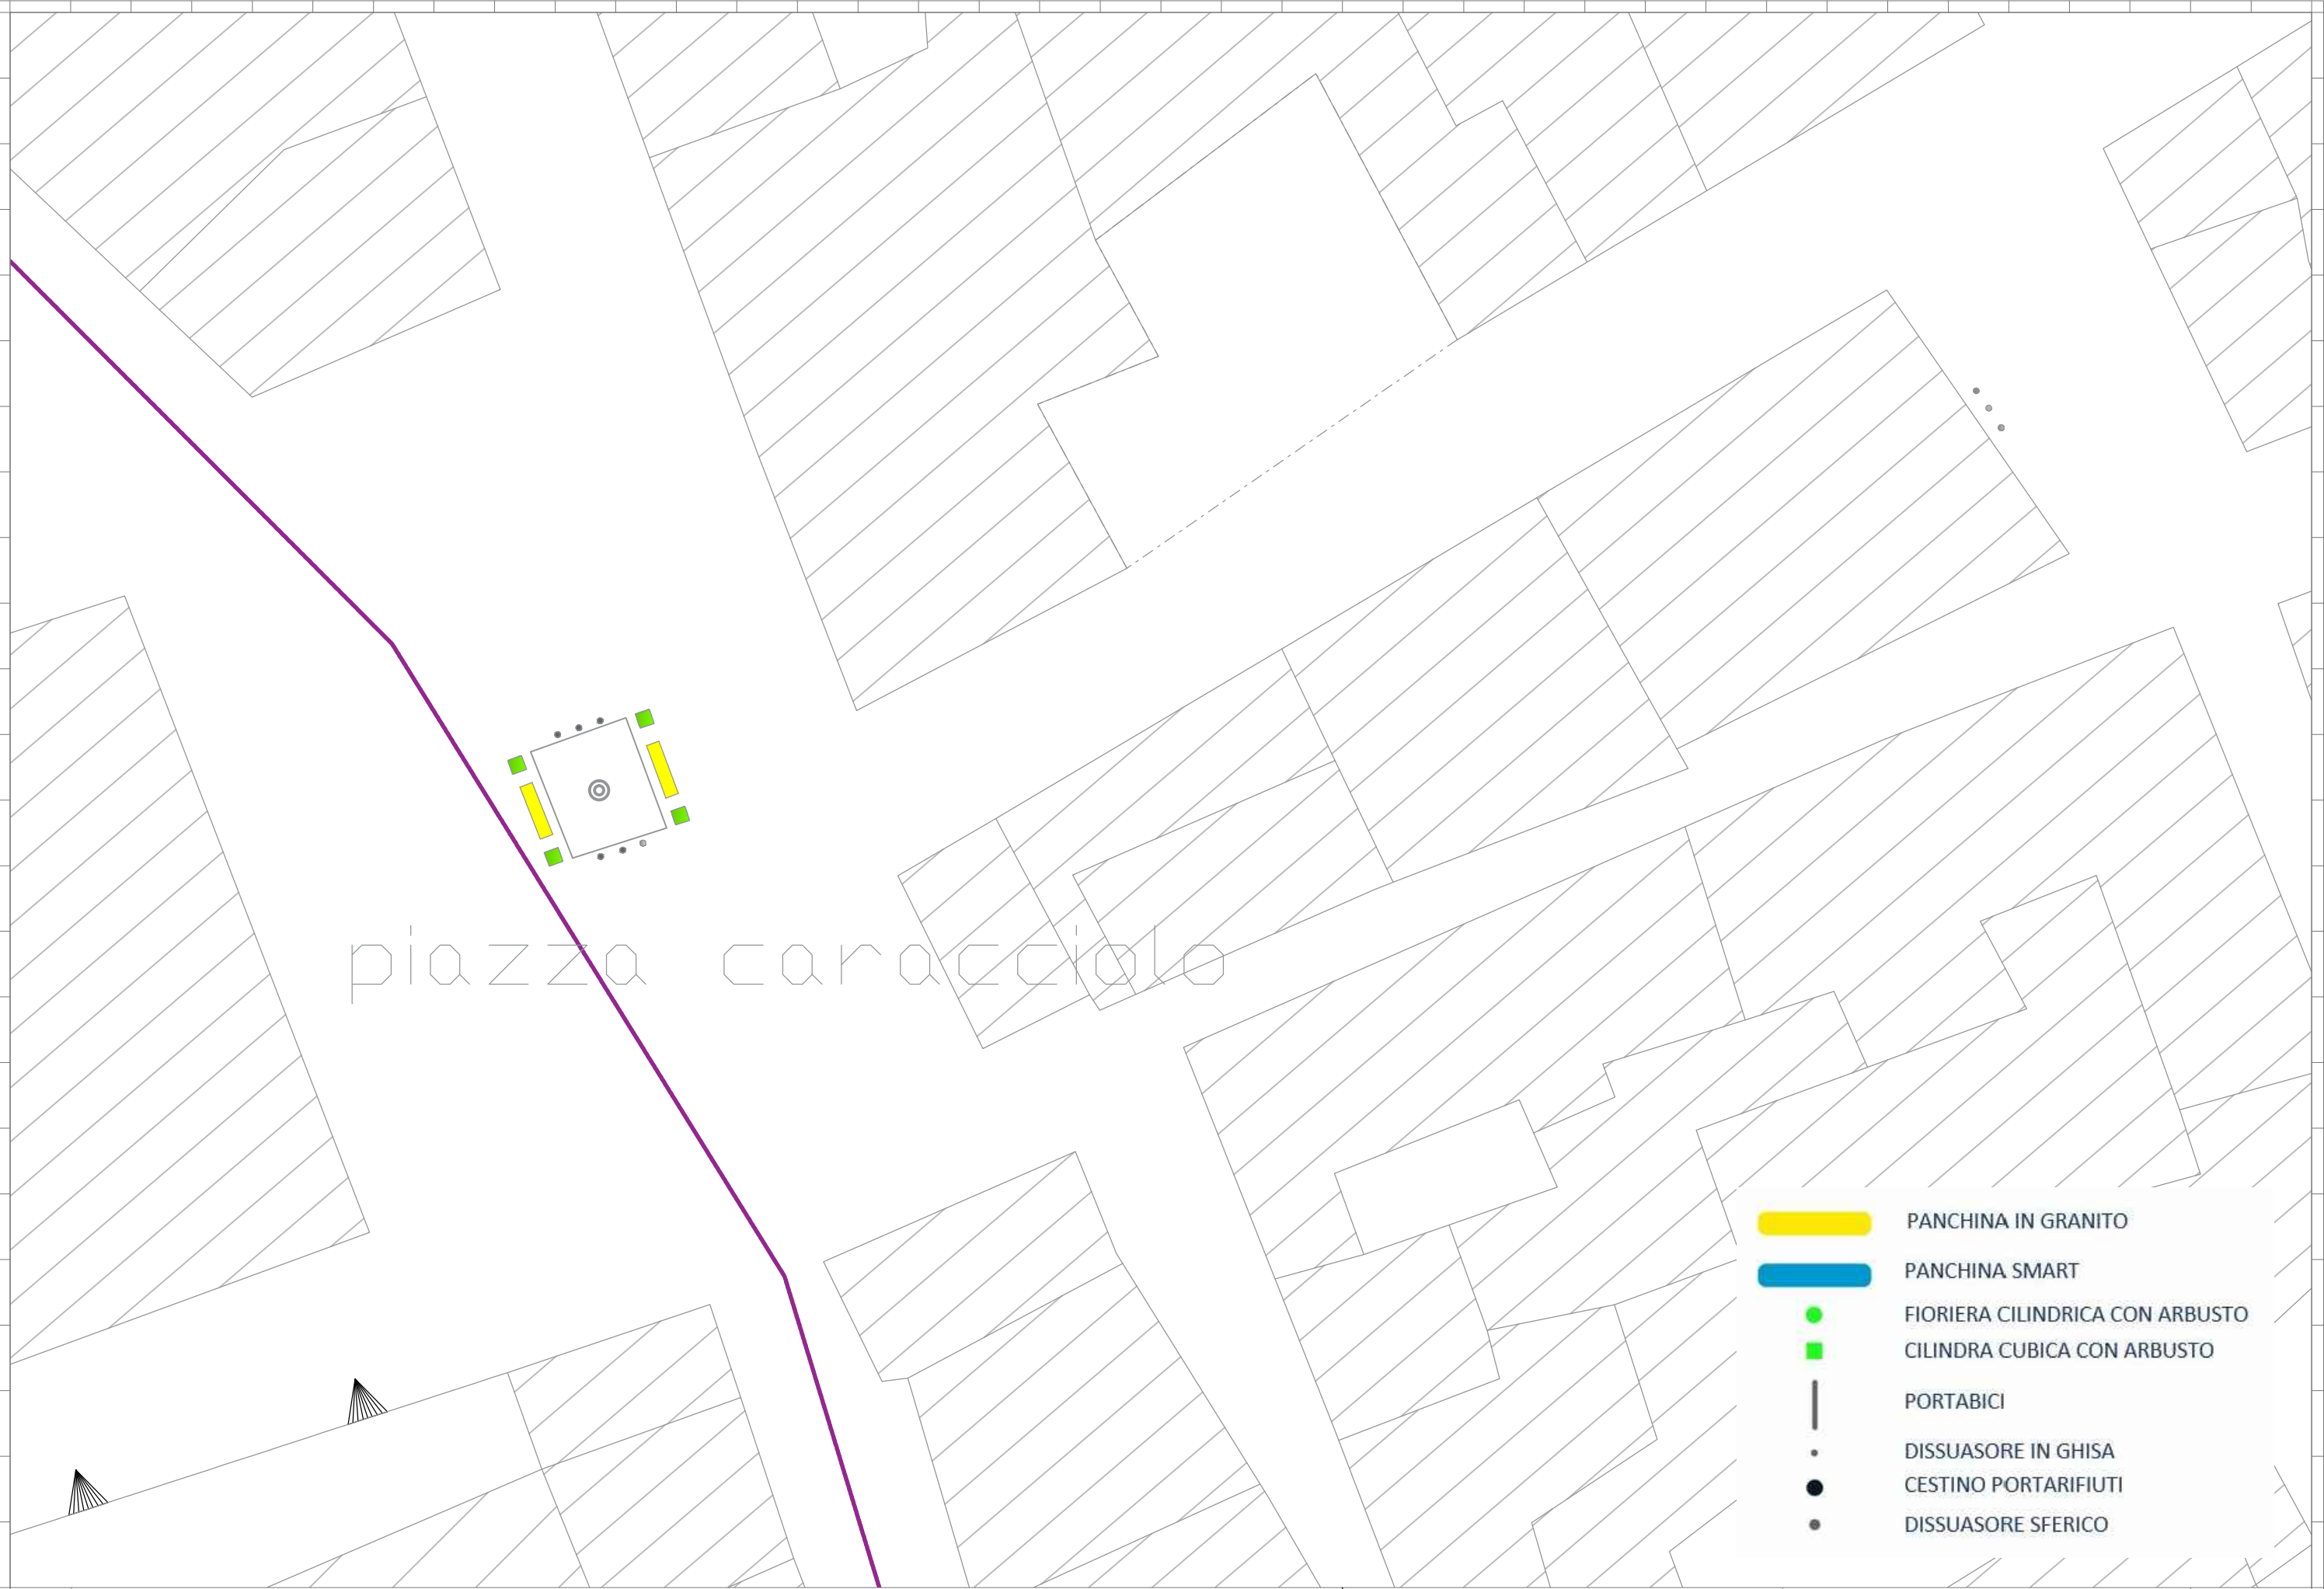 piazza caracciolo
PANCHINA IN GRANITO
PANCHINA SMART
FIORIERA CILINDRICA CON ARBUSTO
CILINDRA CUBICA CON ARBUSTO
PORTABICI
DISSUASORE IN GHISA
CESTINO PORTARIFIUTI
DISSUASORE SFERICO